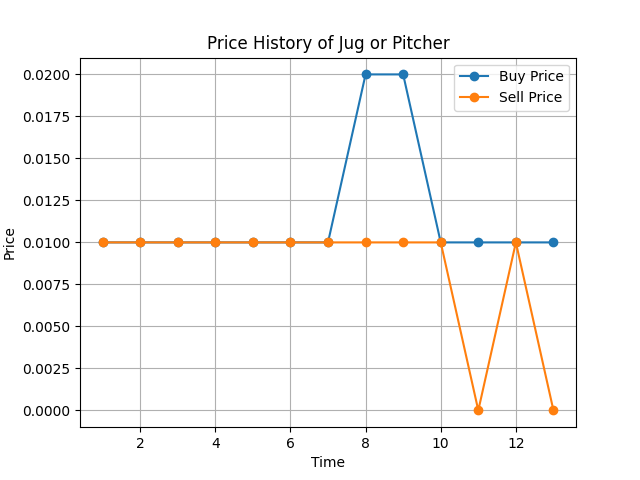 Price History of Jug or Pitcher
Buy Price
Sell Price
0.0200
0.0175
0.0150
0.0125
0.0100
0.0075
0.0050
0.0025
0.0000
Price
2 4 6 8 10 12
Time